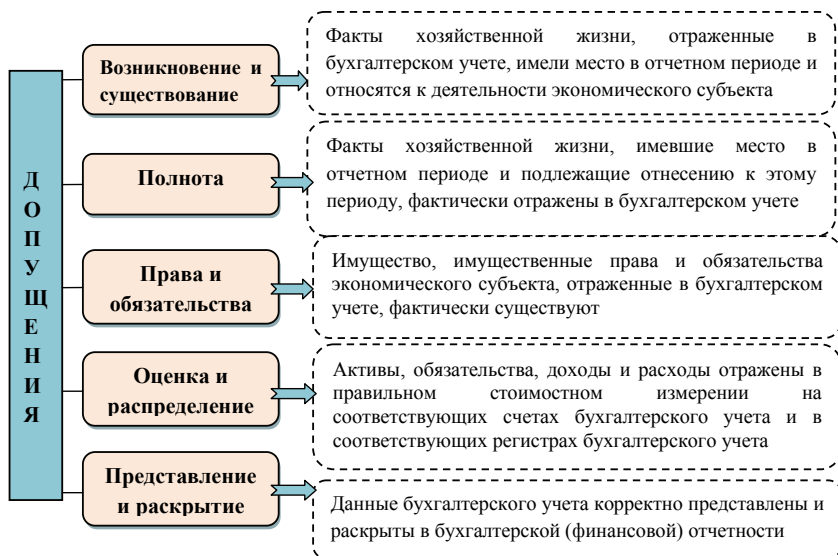 ДОПУЩЕНИЯ
Возникновение и
существование
Факты хозяйственной жизни, отраженные в
бухгалтерском учете, имели место в отчетном периоде и
относятся к деятельности экономического субъекта
Полнота
Факты хозяйственной жизни, имевшие место в
отчетном периоде и подлежащие отнесению к этому
периоду, фактически отражены в бухгалтерском учете
Права и
обязательства
Имущество, имущественные права и обязательства
экономического субъекта, отраженные в бухгалтерском
учете, фактически существуют
Оценка и
распределение
Активы, обязательства, доходы и расходы отражены в
правильном стоимостном измерении на
соответствующих счетах бухгалтерского учета и в
соответствующих регистрах бухгалтерского учета
Представление
и раскрытие
Данные бухгалтерского учета корректно представлены и
раскрыты в бухгалтерской (финансовой) отчетности